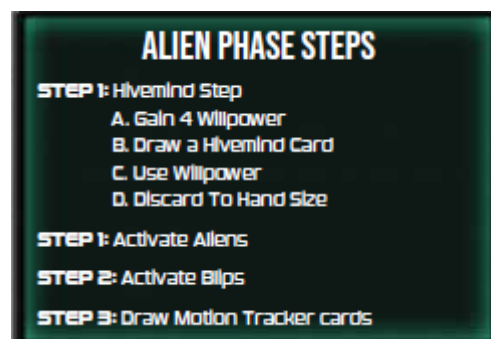 ALIEN PHASE STEPS
STEP 1: Hivemind Step
A. Gain 4 Willpower
B. Draw a Hivemind Card
C. Use Willpower
D. Discard To Hand Size
STEP 1: Activate Aliens
STEP 2: Activate Blips
STEP 3: Draw Motion Tracker cards